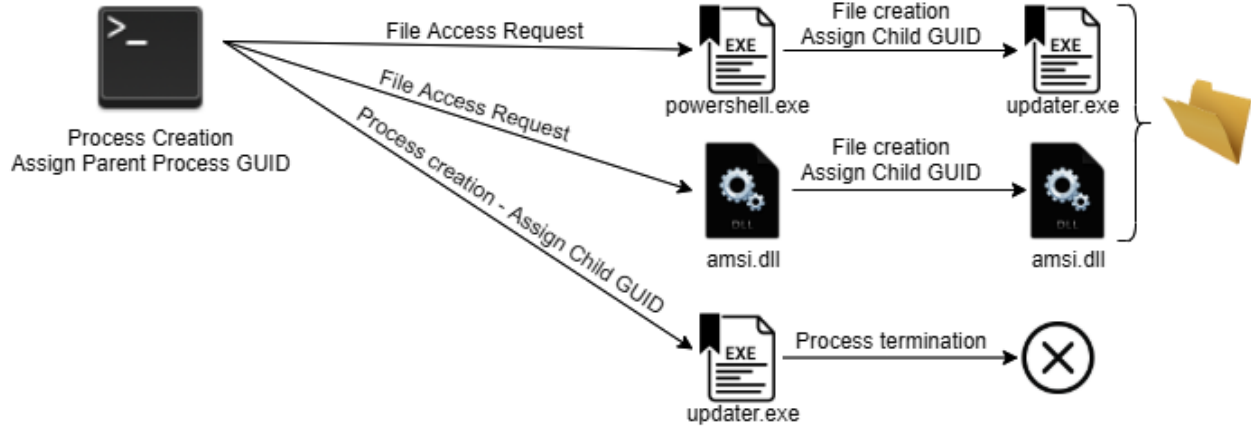 >_
Process Creation
Assign Parent Process GUID
File Access Request
EXE
powershell.exe
File creation
Assign Child GUID
EXE
updater.exe
File Access Request
DLL
amsi.dll
File creation
Assign Child GUID
DLL
amsi.dll
Process creation - Assign Child GUID
EXE
updater.exe
Process termination